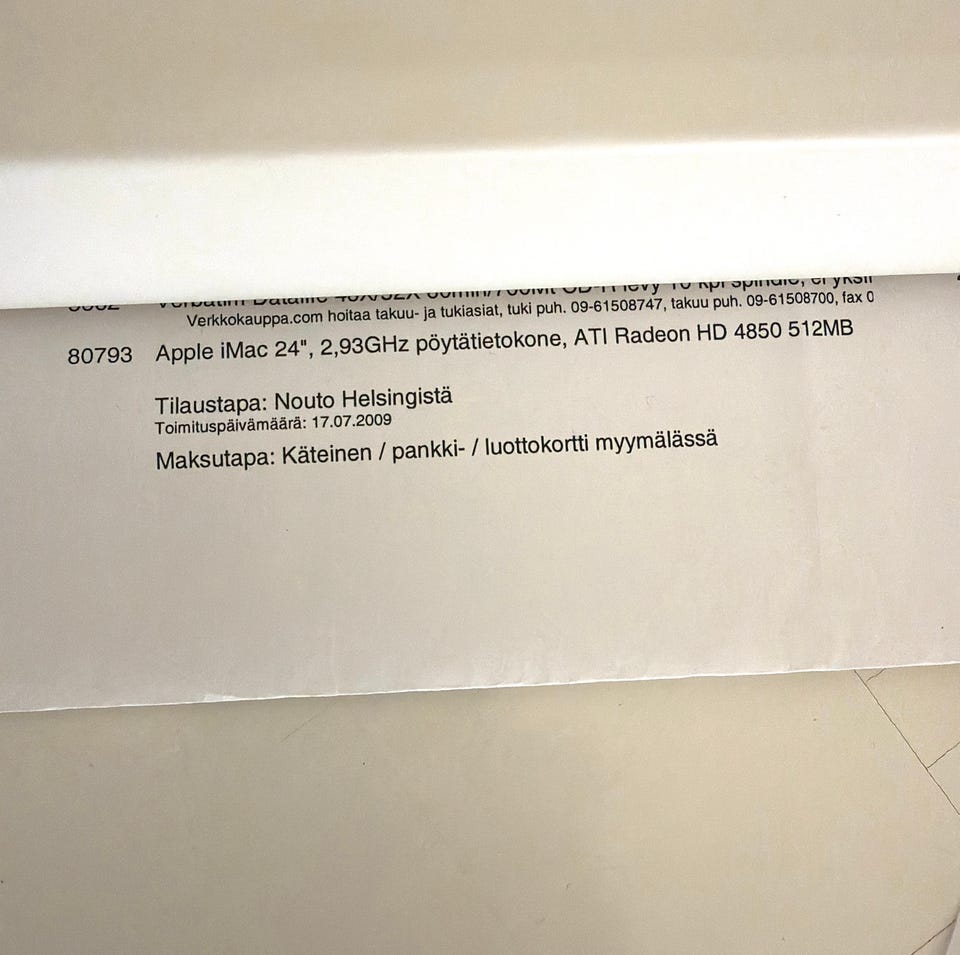 Verkkokauppa.com hoitaa takuu- ja tukiasiat, tuki puh. 09-61508747, takuu puh. 09-61508700, fax 0
80793 Apple iMac 24", 2,93GHz pöytätietokone, ATI Radeon HD 4850 512MB
Tilaustapa: Nouto Helsingistä
Toimituspäivämäärä: 17.07.2009
Maksutapa: Käteinen / pankki- / luottokortti myymälässä